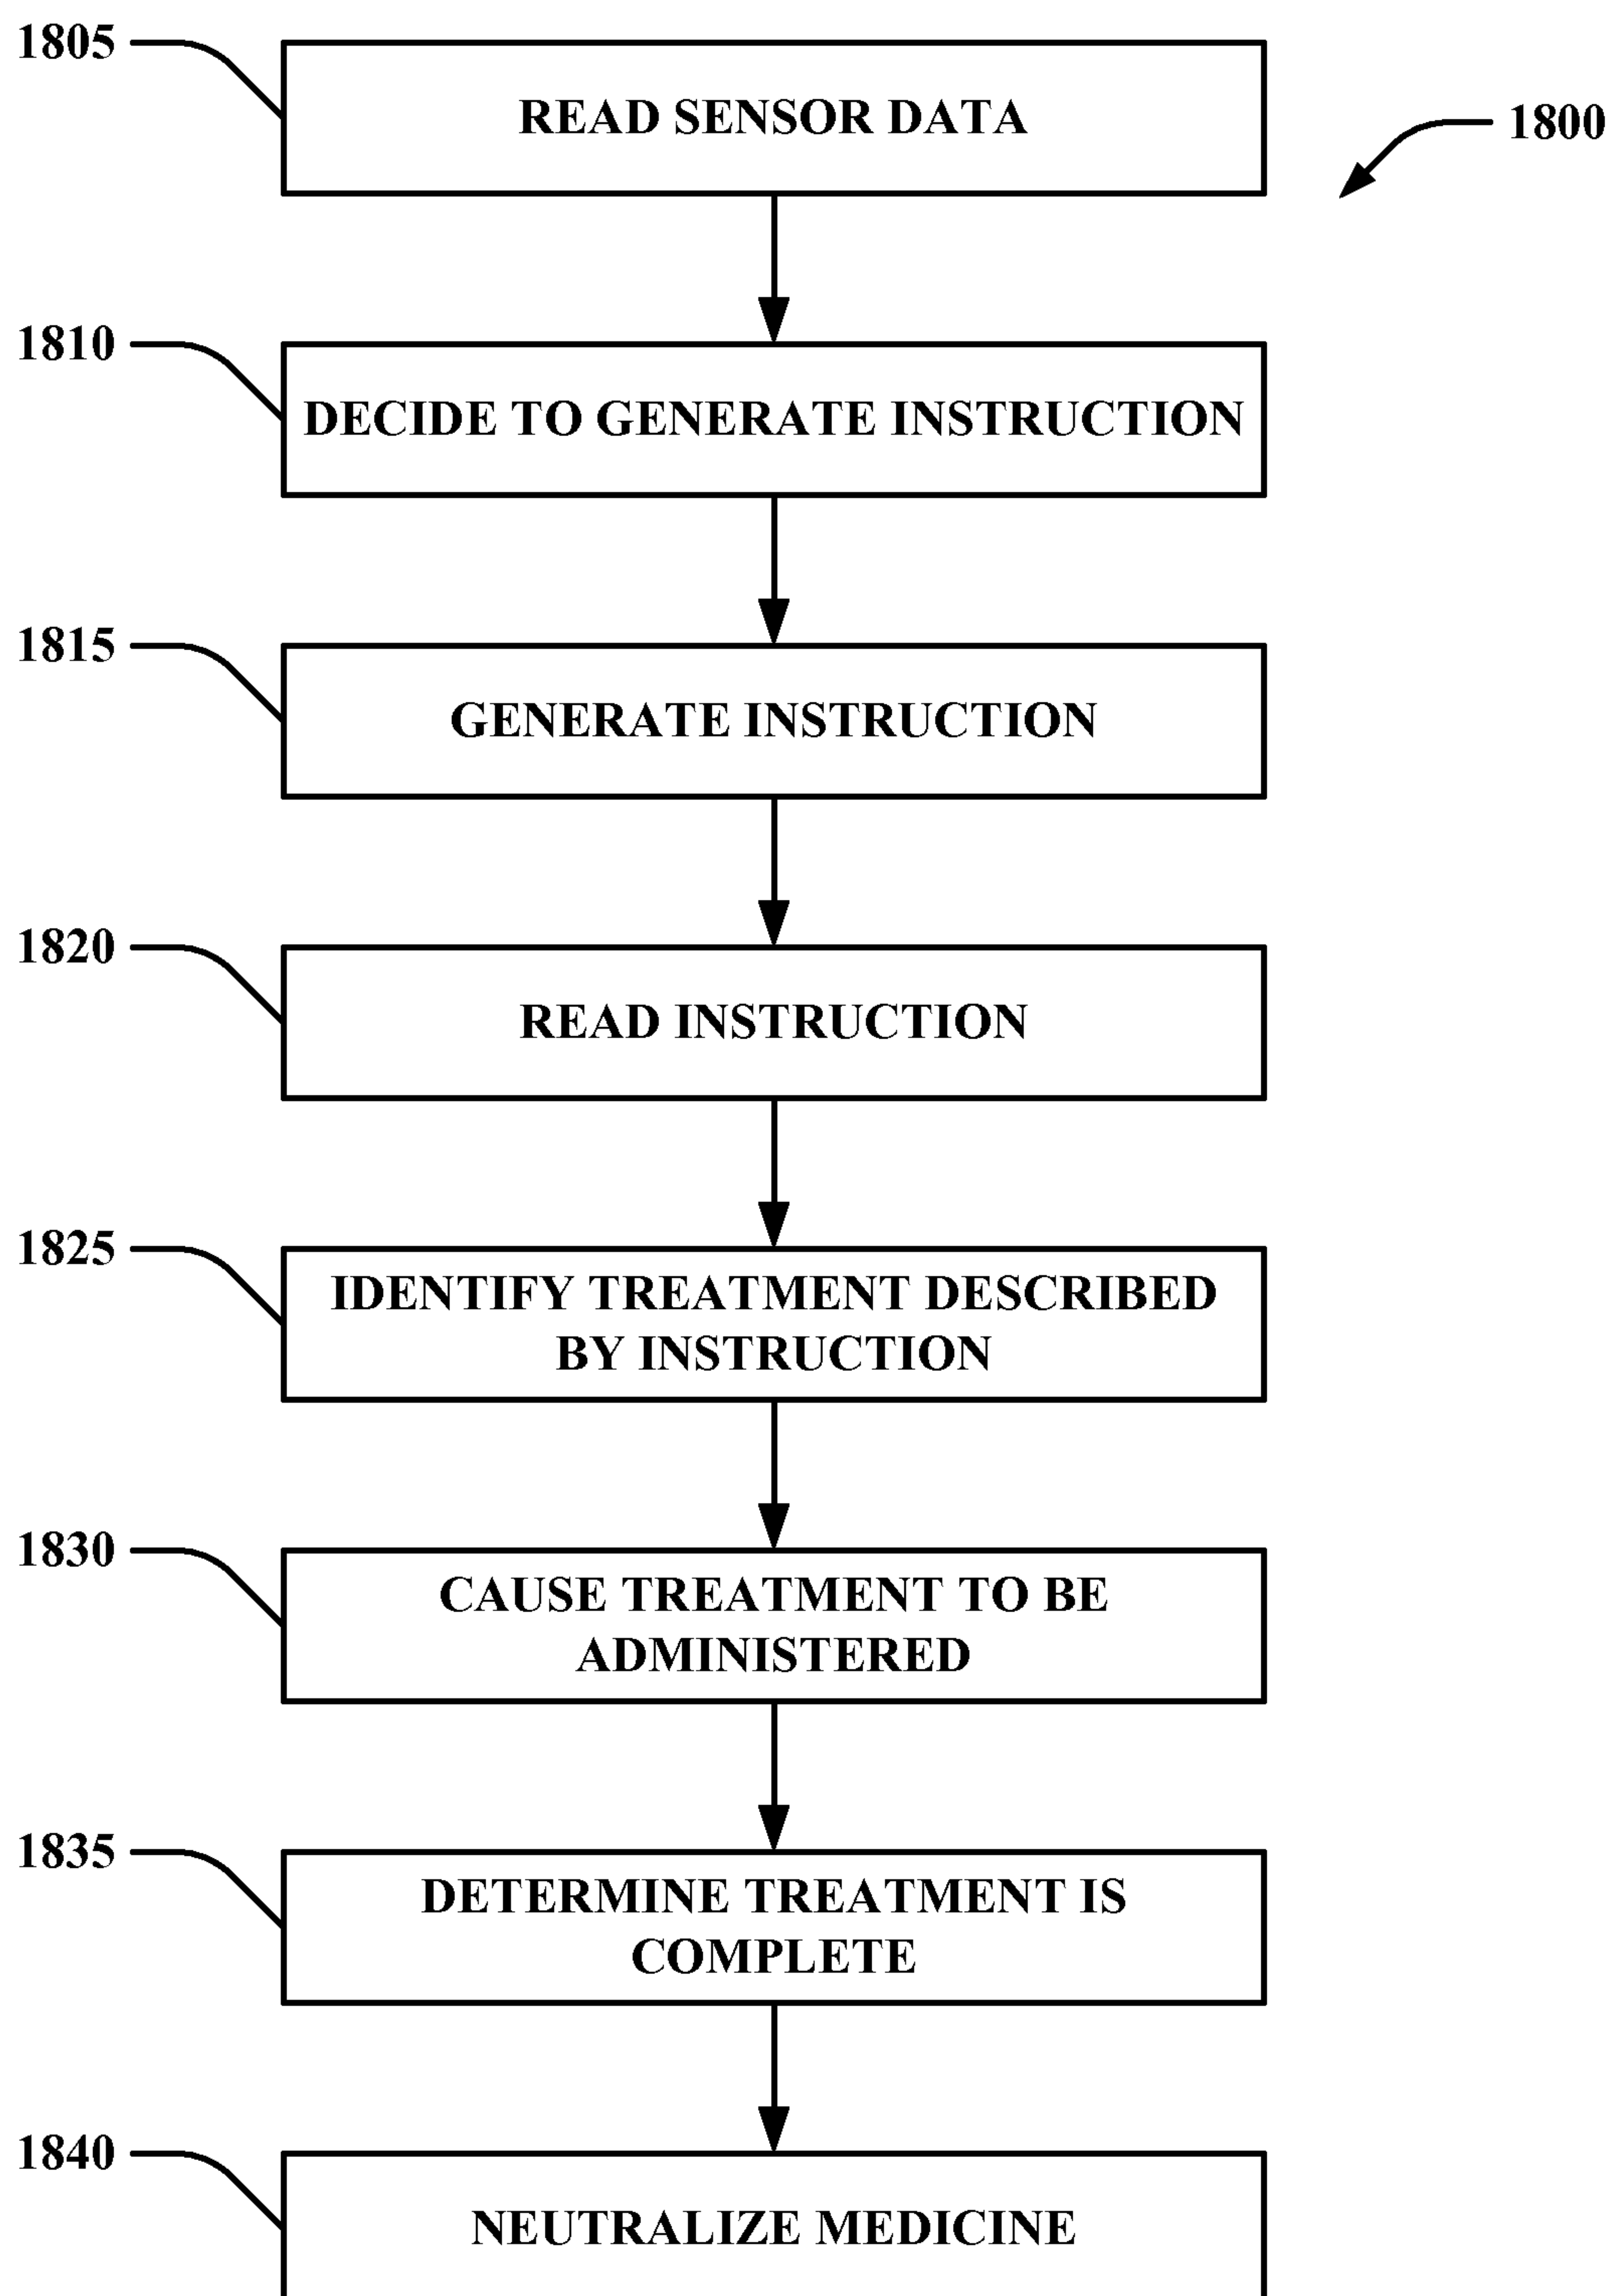 1805
READ SENSOR DATA
1800
1810
DECIDE TO GENERATE INSTRUCTION
1815
GENERATE INSTRUCTION
1820
READ INSTRUCTION
1825
IDENTIFY TREATMENT DESCRIBED
BY INSTRUCTION
1830
CAUSE TREATMENT TO BE
ADMINISTERED
1835
DETERMINE TREATMENT IS
COMPLETE
1840
NEUTRALIZE MEDICINE